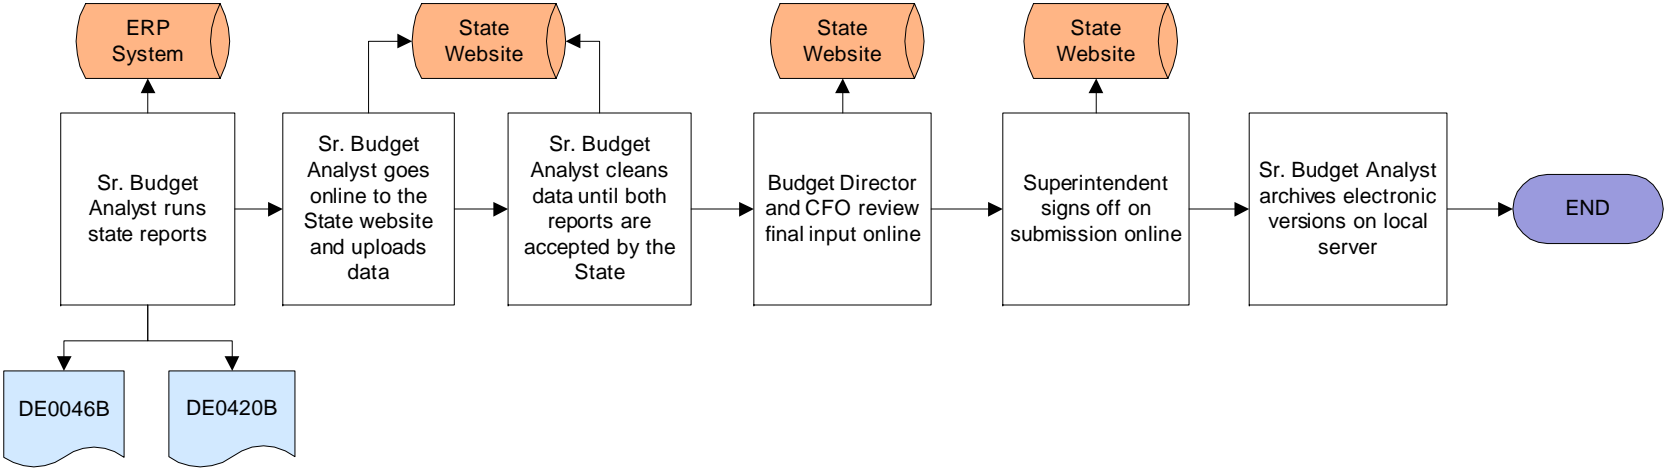 ERP
System
State
Website
State
Website
State
Website
Sr. Budget
Analyst runs
state reports
Sr. Budget
Analyst goes
online to the
State website
and uploads
data
Sr. Budget
Analyst cleans
data until both
reports are
accepted by the
State
Budget Director
and CFO review
final input online
Superintendent
signs off on
submission online
Sr. Budget Analyst
archives electronic
versions on local
server
END
DE0046B
DE0420B